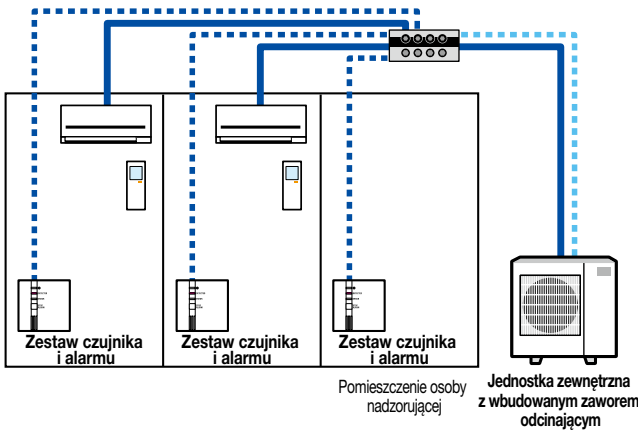 Zestaw czujnika
i alarmu
Zestaw czujnika
i alarmu
Zestaw czujnika
i alarmu
Pomieszczenie osoby
nadzorującej
Jednostka zewnętrzna
z wbudowanym zaworem
odcinającym